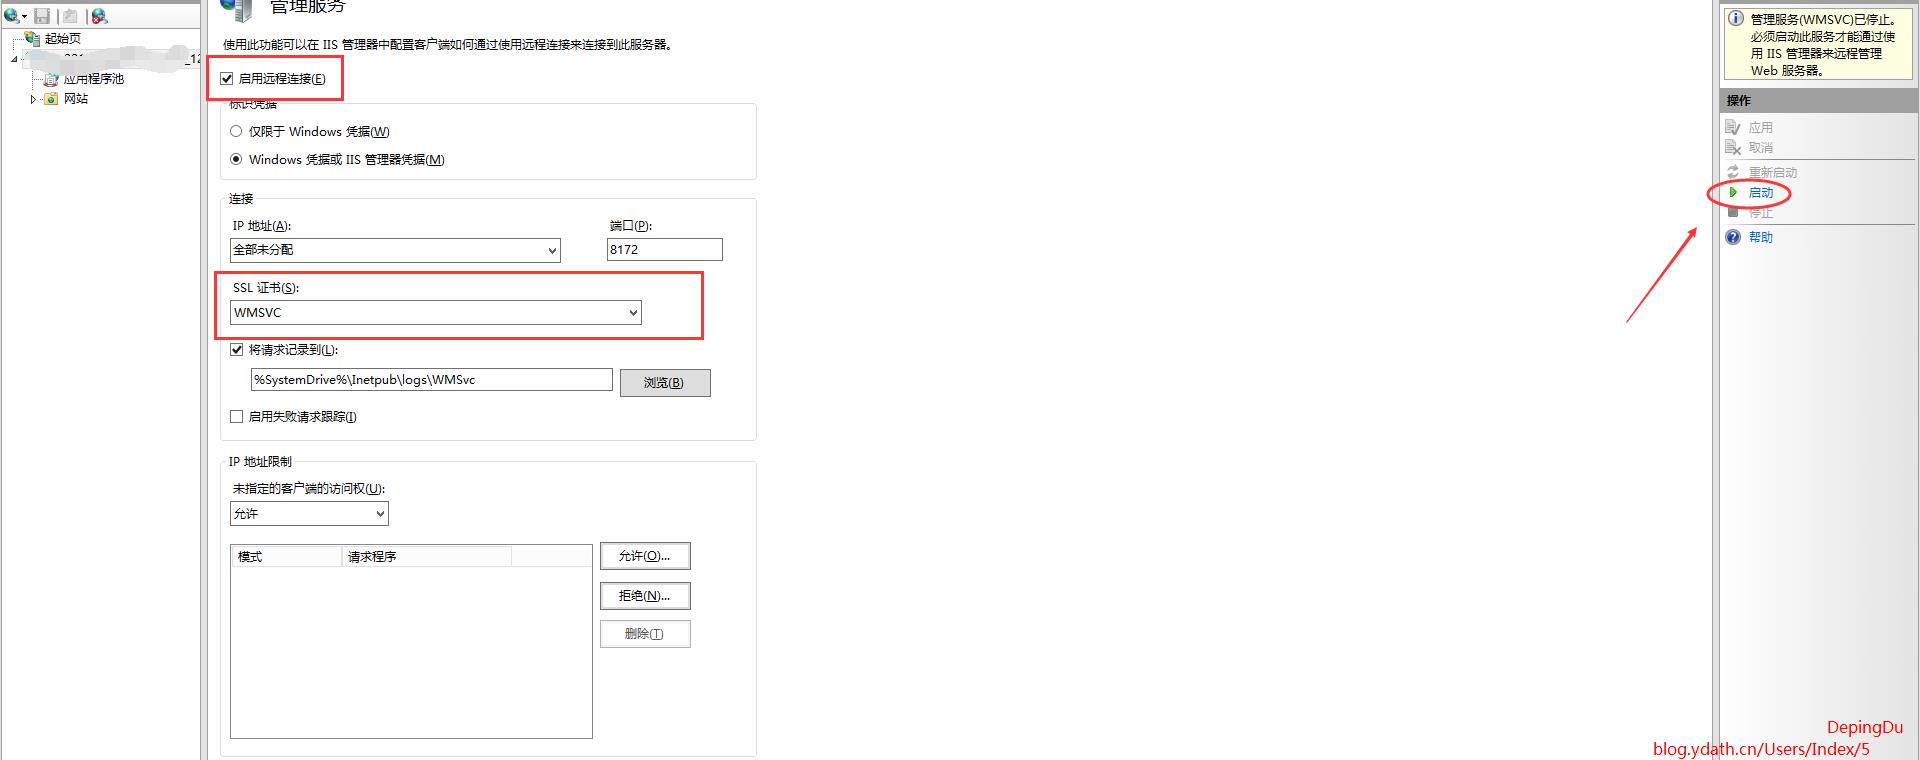 起始页
_12
应用程序池
网站
管理服务
使用此功能可以在 IIS 管理器中配置客户端如何通过使用远程连接来连接到此服务器。
启用远程连接(E)
标识凭据
仅限于 Windows 凭据(W)
Windows 凭据或 IIS 管理器凭据(M)
连接
IP 地址(A):
端口(P):
全部未分配
8172
SSL 证书(S):
WMSVC
将请求记录到(L):
%SystemDrive%\Inetpub\logs\WMSvc
浏览(B)
启用失败请求跟踪(I)
IP 地址限制
未指定的客户端的访问权(U):
允许
模式
请求程序
允许(O)...
拒绝(N)...
删除(T)
管理服务(WMSVC)已停止。
必须启动此服务才能通过使
用 IIS 管理器来远程管理
Web 服务器。
操作
应用
取消
重新启动
启动
停止
帮助
DepingDu
blog.ydath.cn/Users/Index/5